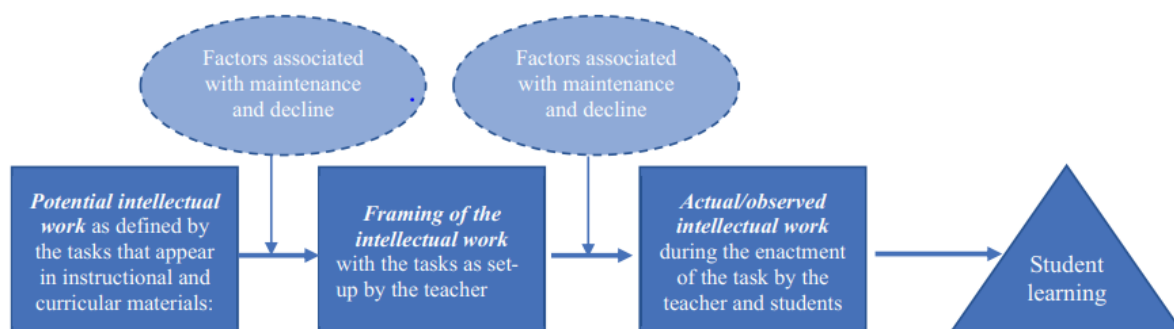 Factors associated
with maintenance
and decline
Factors associated
with maintenance
and decline
Potential intellectual
work as defined by
the tasks that appear
in instructional and
curricular materials:
Framing of the
intellectual work
with the tasks as set-
up by the teacher
Actual/observed
intellectual work
during the enactment
of the task by the
teacher and students
Student
learning